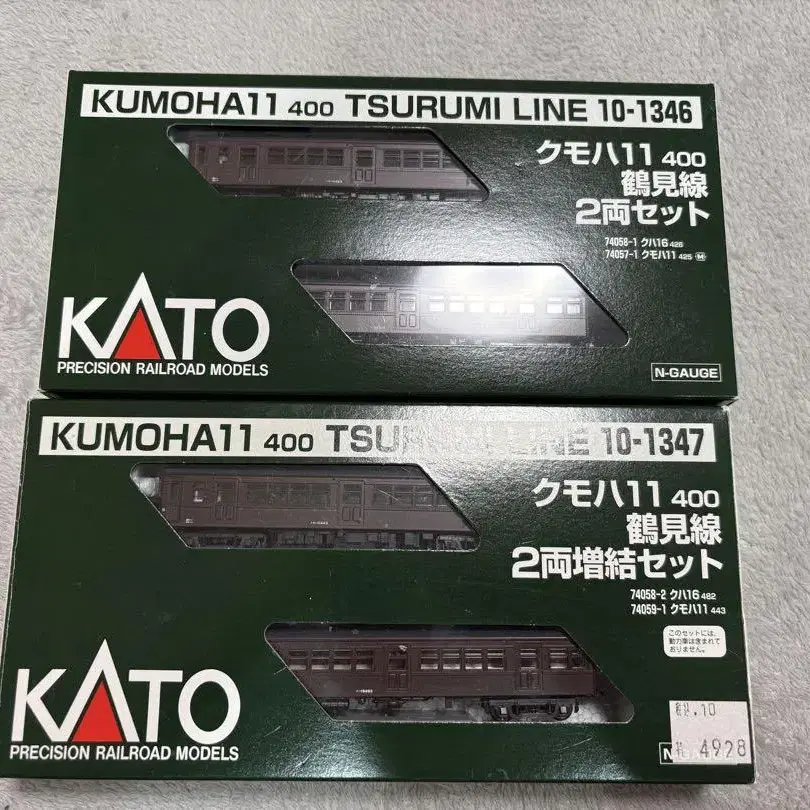 KUMOHA11 400 TSURUMI LINE 10-1346
クモハ11 400
鶴見線
2両セット
74058-1 クハ16 426
74057-1 クモハ11 425 M
KATO
PRECISION RAILROAD MODELS
N-GAUGE
KUMOHA11 400 TSURUMI LINE 10-1347
クモハ11 400
鶴見線
2両増結セット
74058-2 クハ16 482
74059-1 クモハ11 443
このセットには、
動力車は含まれて
おりません。
KATO
PRECISION RAILROAD MODELS
.10
4928